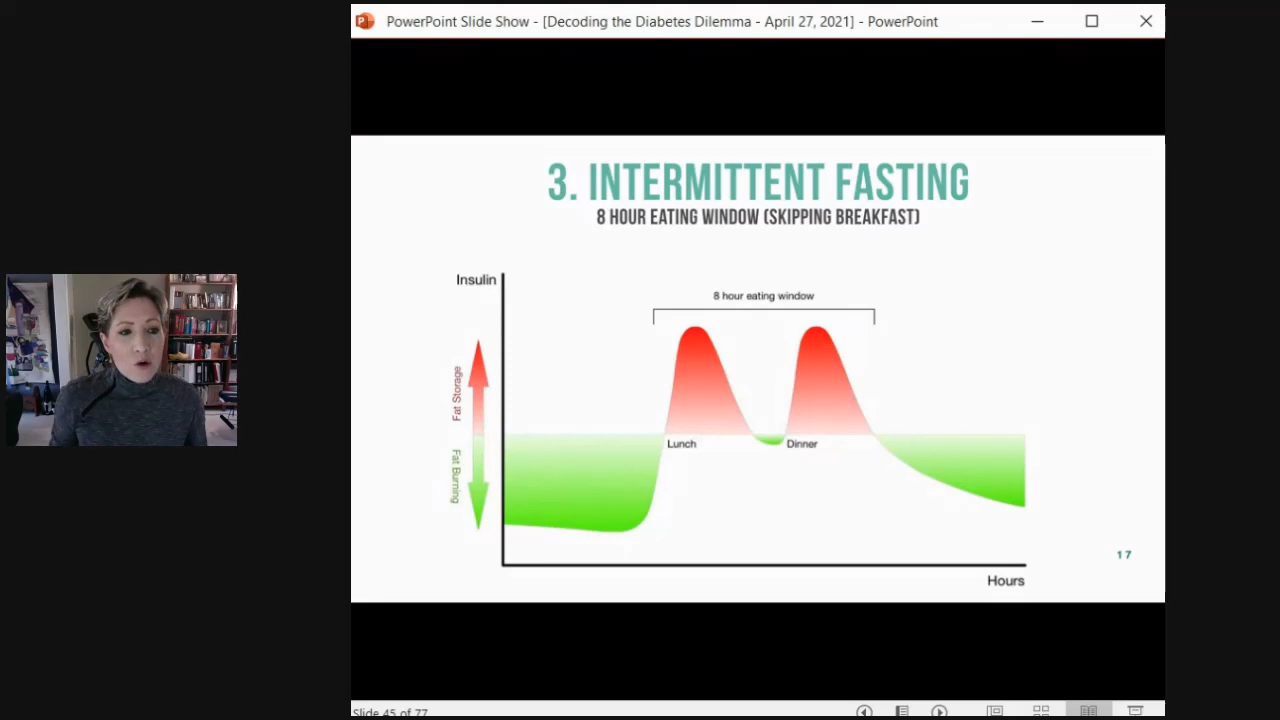 PowerPoint Slide Show - [Decoding the Diabetes Dilemma - April 27, 2021] - PowerPoint
3. INTERMITTENT FASTING
8 HOUR EATING WINDOW (SKIPPING BREAKFAST)
Insulin
8 hour eating window
Fat Storage
Fat Burning
Lunch
Dinner
17
Hours
Slide 45 of 77